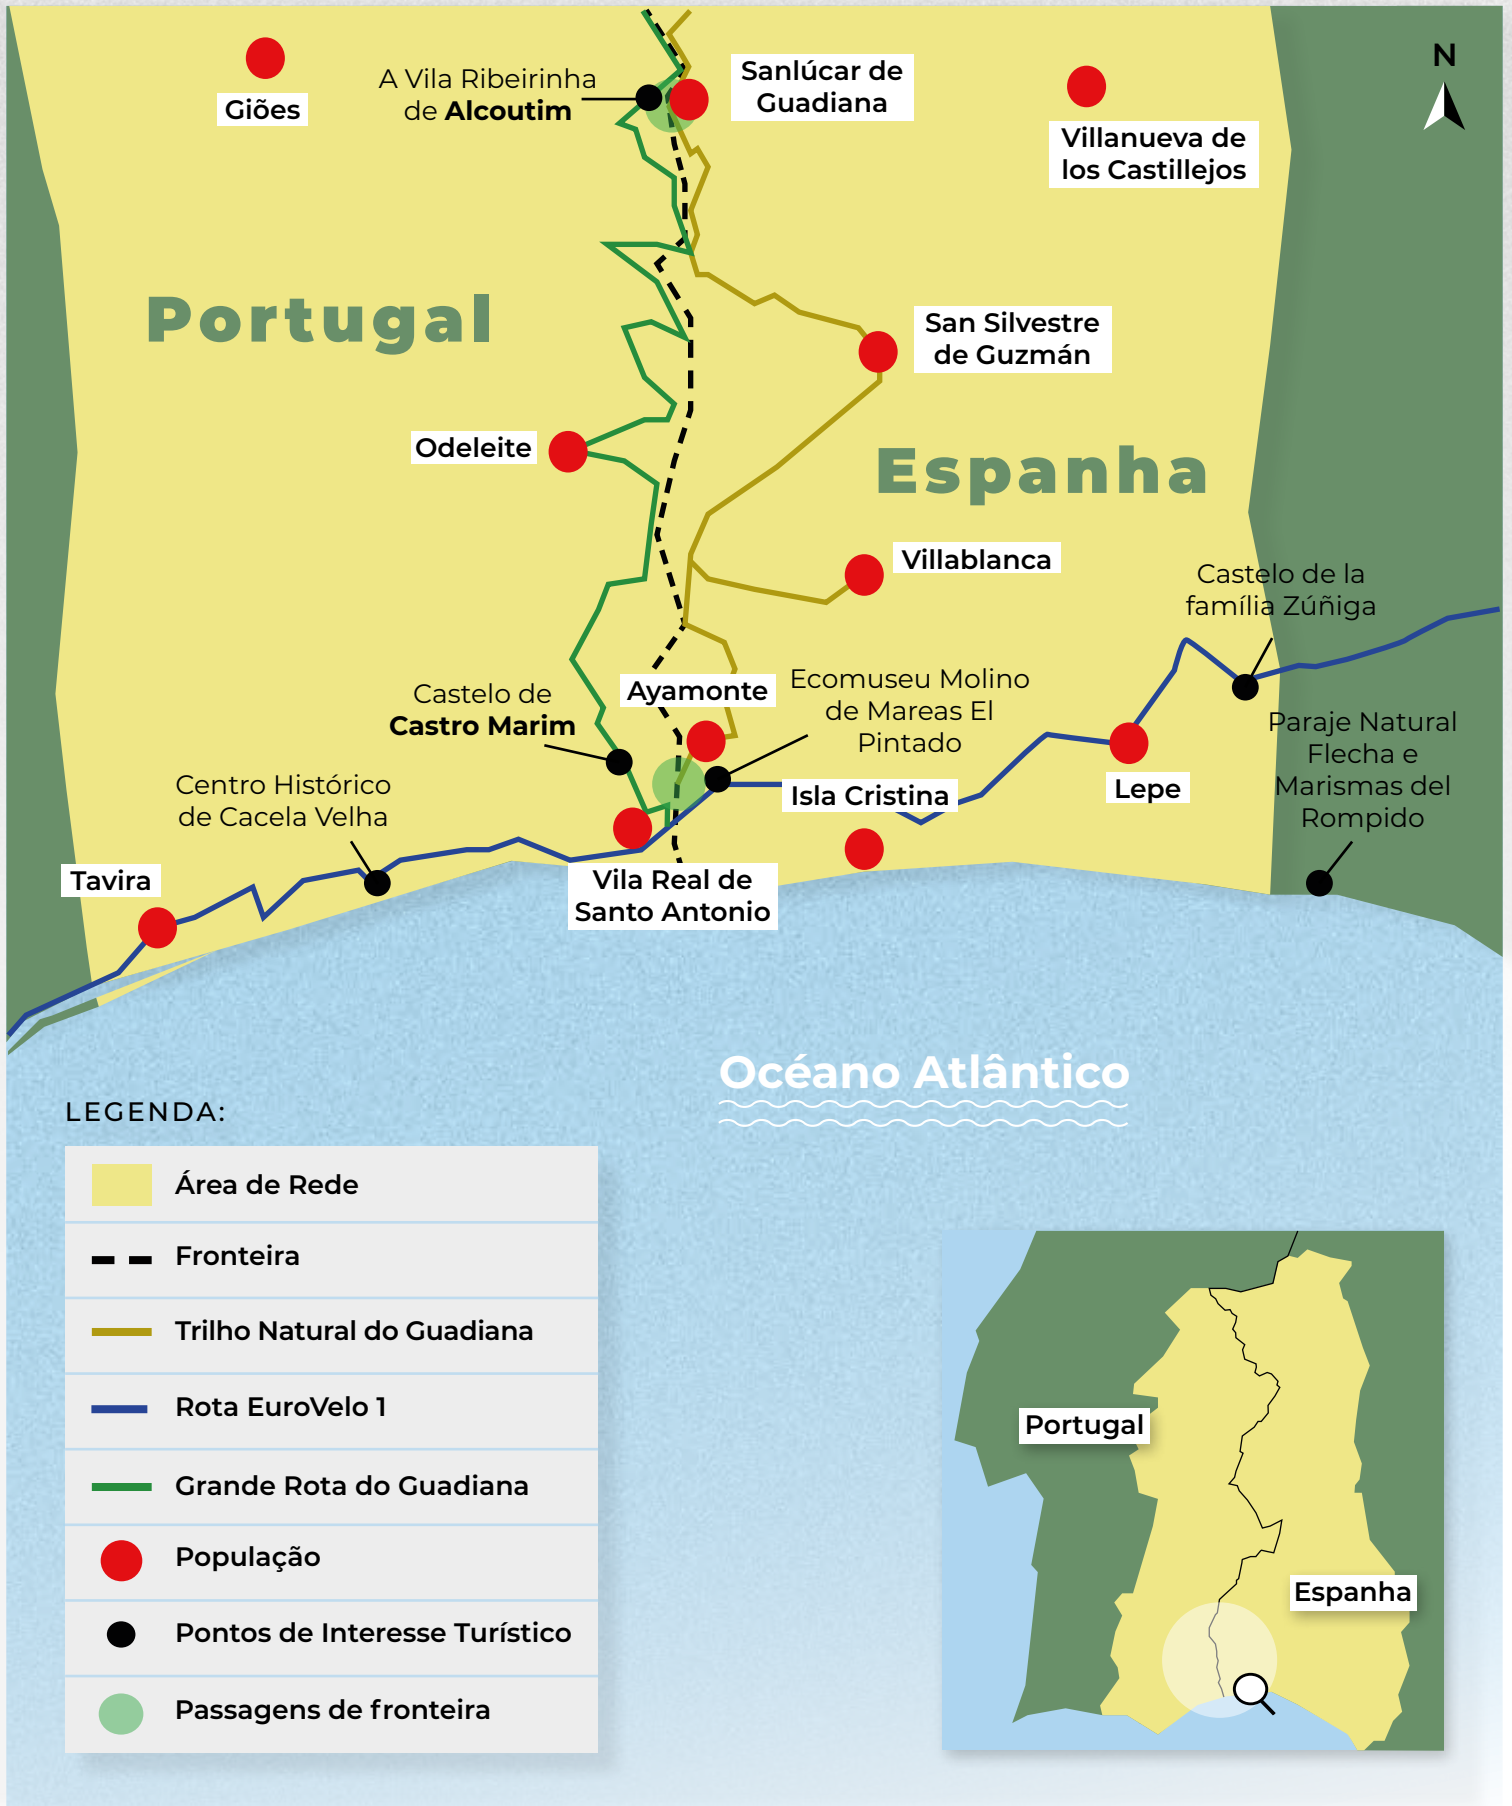 N
Giões
A Vila Ribeirinha
de Alcoutim
Sanlúcar de
Guadiana
Villanueva de
los Castillejos
Portugal
San Silvestre
de Guzmán
Odeleite
Espanha
Villablanca
Castelo de la
família Zúñiga
Castelo de
Castro Marim
Ayamonte
Ecomuseu Molino
de Mareas El
Pintado
Paraje Natural
Flecha e
Marismas del
Rompido
Centro Histórico
de Cacela Velha
Isla Cristina
Lepe
Tavira
Vila Real de
Santo Antonio
Océano Atlântico
LEGENDA:
Área de Rede
Fronteira
Trilho Natural do Guadiana
Rota EuroVelo 1
Grande Rota do Guadiana
População
Pontos de Interesse Turístico
Passagens de fronteira
Portugal
Espanha